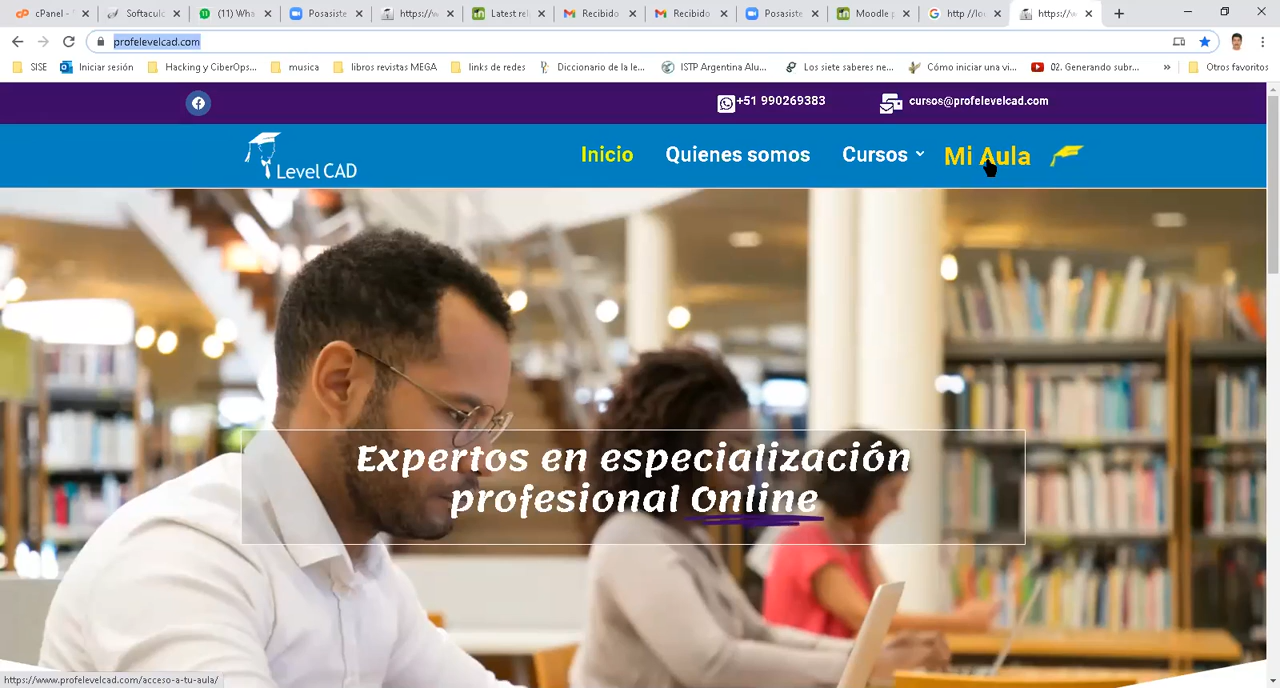 cPanel -
Softaculo
(11) Wha
Posasiste
https://w
Latest rel
Recibido
Recibido
Posasiste
Moodle
http://lo
https://w
profelevelcad.com
SISE
Iniciar sesión
Hacking y CiberOps...
musica
libros revistas MEGA
links de redes
Diccionario de la le...
ISTP Argentina Alu...
Los siete saberes ne...
Cómo iniciar una vi...
02. Generando subr...
»
Otros favoritos
+51 990269383
cursos@profelevelcad.com
Level CAD
Inicio
Quienes somos
Cursos
Mi Aula
Expertos en especialización
profesional Online
https://www.profelevelcad.com/acceso-a-tu-aula/